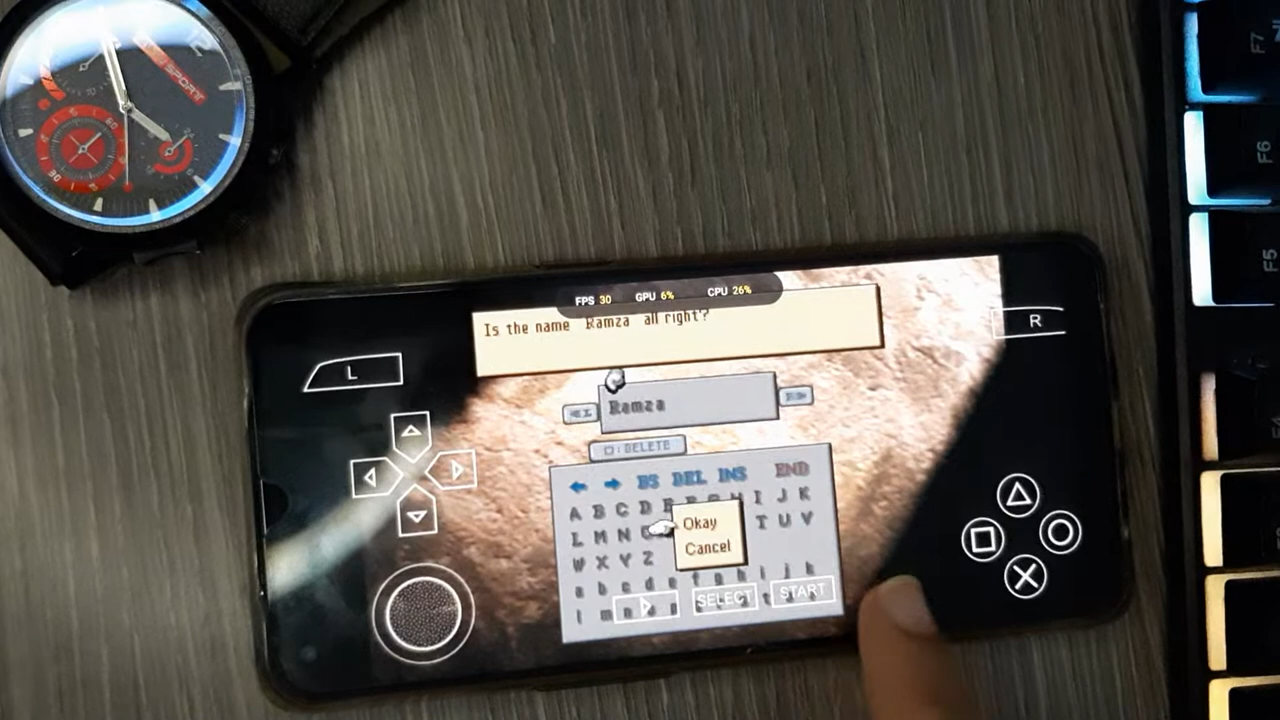 12
SPORT
F7
F6
F5
FPS 30 GPU 6% CPU 26%
Is the name Ramza all right?
L
R
Ramza
□:DELETE
← → BS DEL INS END
A B C D E F G H I J K
L M N O T U V
W X Y Z
Okay
Cancel
a b c d e f g h i j k
l m n
SELECT
START